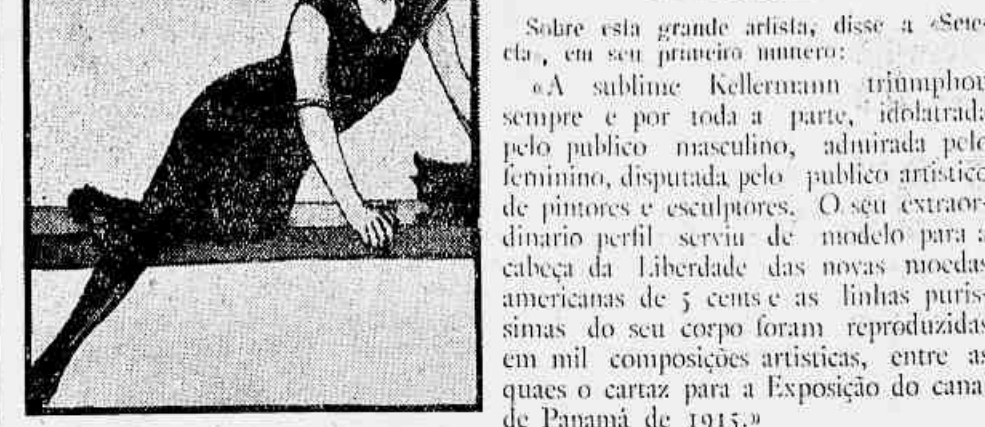 Sobre esta grande artista, disse a «Sele-
cta», em seu primeiro numero:
«A sublime Kellermann triumphou
sempre e por toda a parte, idolatrada
pelo publico masculino, admirada pelo
feminino, disputada pelo publico artistico
de pintores e esculptores. O seu extraor-
dinario perfil serviu de modelo para a
cabeça da Liberdade das novas moedas
americanas de 5 cents e as linhas puris-
simas do seu corpo foram reproduzidas
em mil composições artisticas, entre as
quaes o cartaz para a Exposição do canal
de Panamá de 1915.»